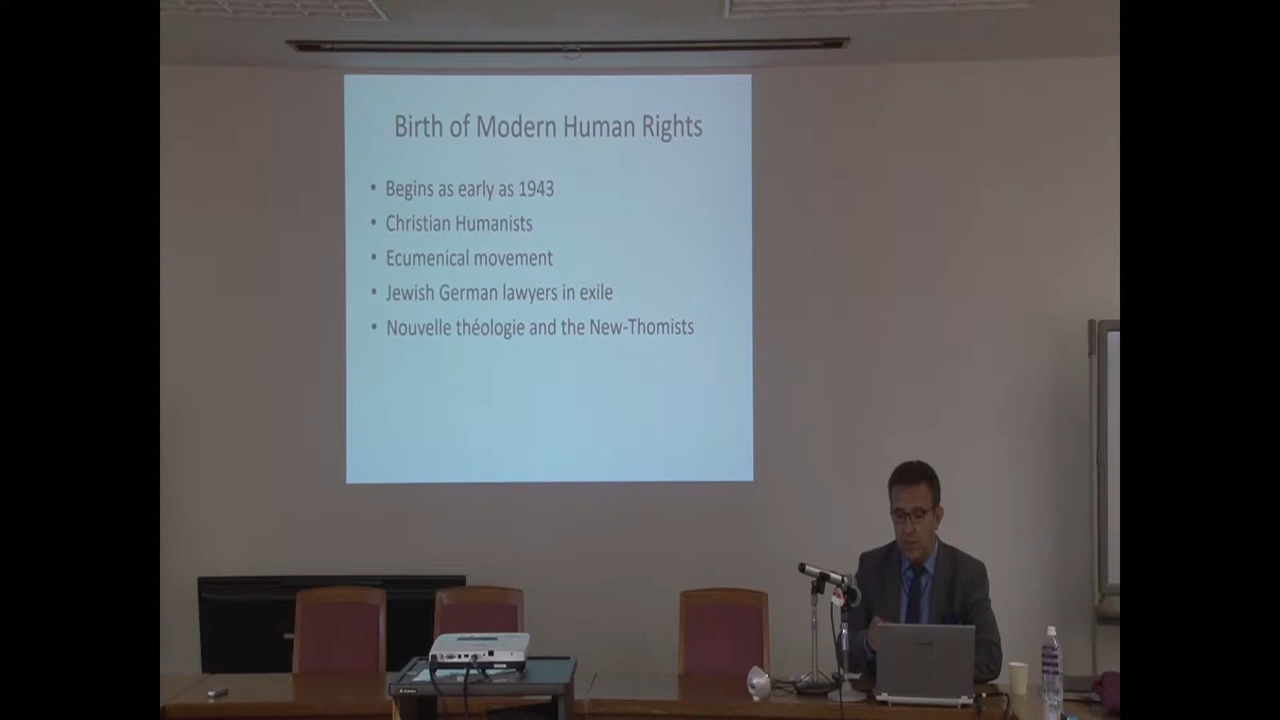 Birth of Modern Human Rights
• Begins as early as 1943
• Christian Humanists
• Ecumenical movement
• Jewish German lawyers in exile
• Nouvelle théologie and the New-Thomists